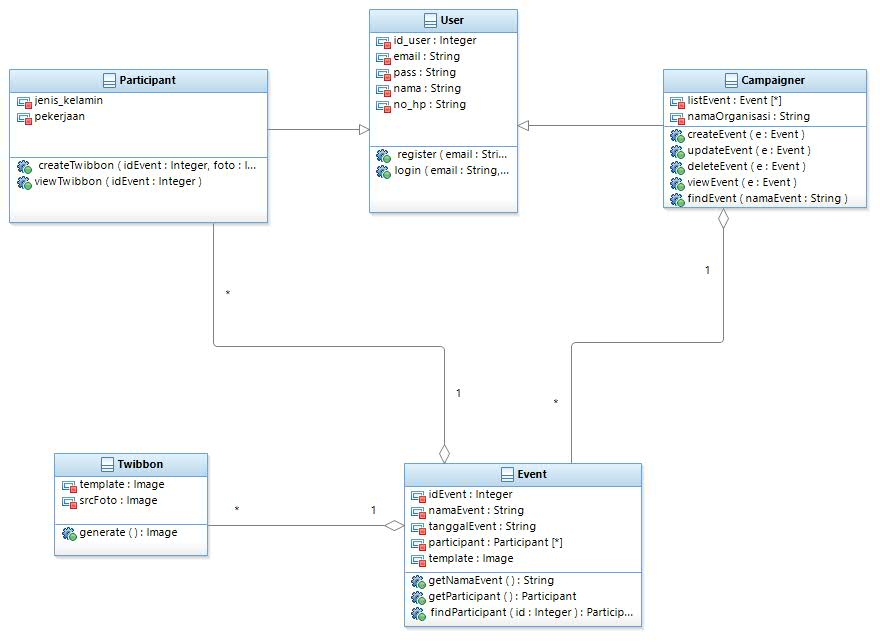 User
id_user : Integer
email : String
pass : String
nama : String
no_hp : String
register ( email : Stri...
login ( email : String,...
Participant
jenis_kelamin
pekerjaan
createTwibbon ( idEvent : Integer, foto : I...
viewTwibbon ( idEvent : Integer )
Campaigner
listEvent : Event [*]
namaOrganisasi : String
createEvent ( e : Event )
updateEvent ( e : Event )
deleteEvent ( e : Event )
viewEvent ( e : Event )
findEvent ( namaEvent : String )
1
*
1
*
Twibbon
template : Image
srcFoto : Image
generate ( ) : Image
*
1
Event
idEvent : Integer
namaEvent : String
tanggalEvent : String
participant : Participant [*]
template : Image
getNamaEvent ( ) : String
getParticipant ( ) : Participant
findParticipant ( id : Integer ) : Particip...